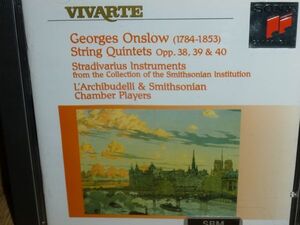 VIVARTE
SONY
Georges Onslow (1784-1853)
String Quintets Opp. 38, 39 & 40
Stradivarius Instruments
from the Collection of the Smithsonian Institution
L'Archibudelli & Smithsonian
Chamber Players
SBM